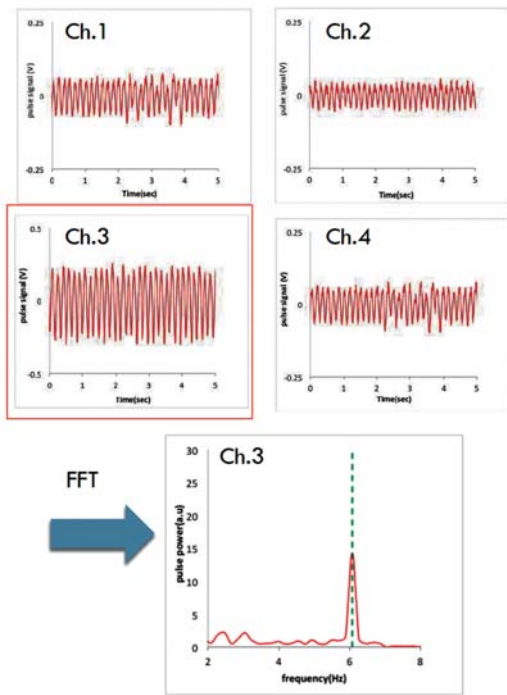 Ch.1
0.25
0
-0.25
pulse signal (V)
0 1 2 3 4 5
Time(sec)
Ch.2
0.25
0
-0.25
pulse signal (V)
0 1 2 3 4 5
Time(sec)
Ch.3
0.5
0
-0.5
pulse signal (V)
0 1 2 3 4 5
Time(sec)
Ch.4
0.25
0
-0.25
pulse signal (V)
0 1 2 3 4 5
Time(sec)
FFT
Ch.3
30
25
20
15
10
5
0
pulse power(a.u)
2 4 6 8
frequency(Hz)